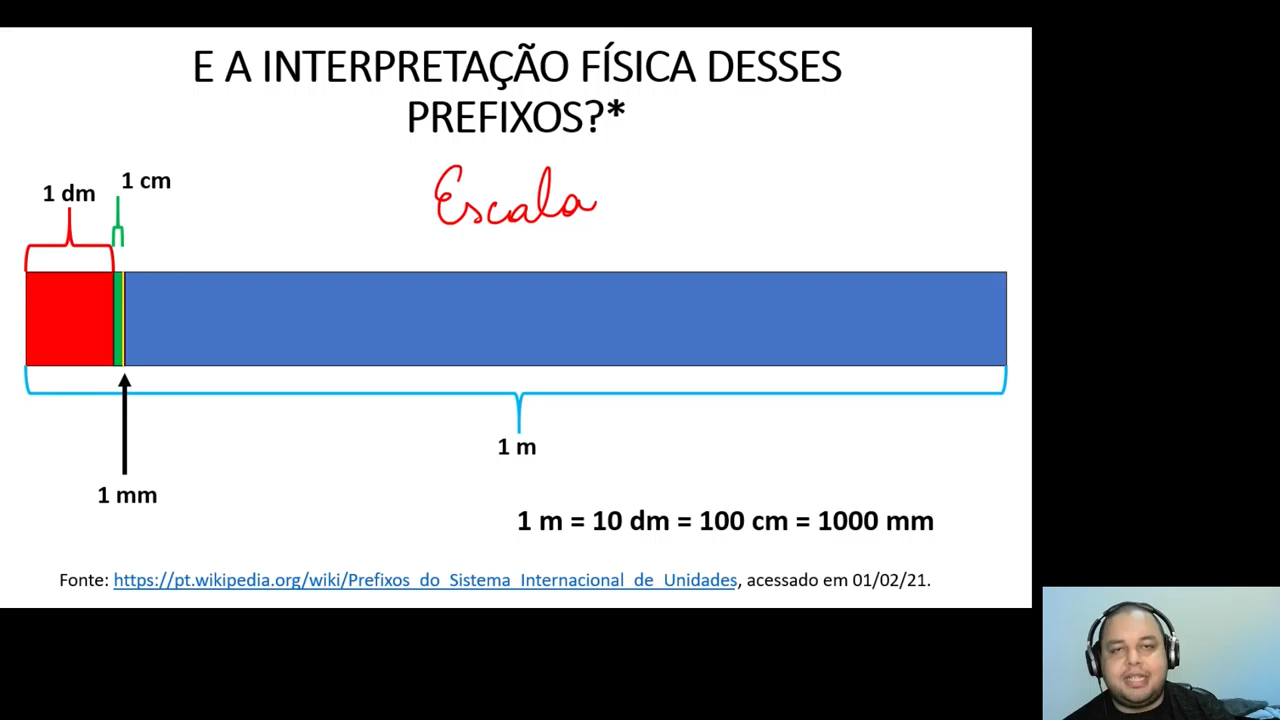 E A INTERPRETAÇÃO FÍSICA DESSES
PREFIXOS?*
Escala
1 dm
1 cm
1 m
1 mm
1 m = 10 dm = 100 cm = 1000 mm
Fonte: https://pt.wikipedia.org/wiki/Prefixos_do_Sistema_Internacional_de_Unidades, acessado em 01/02/21.